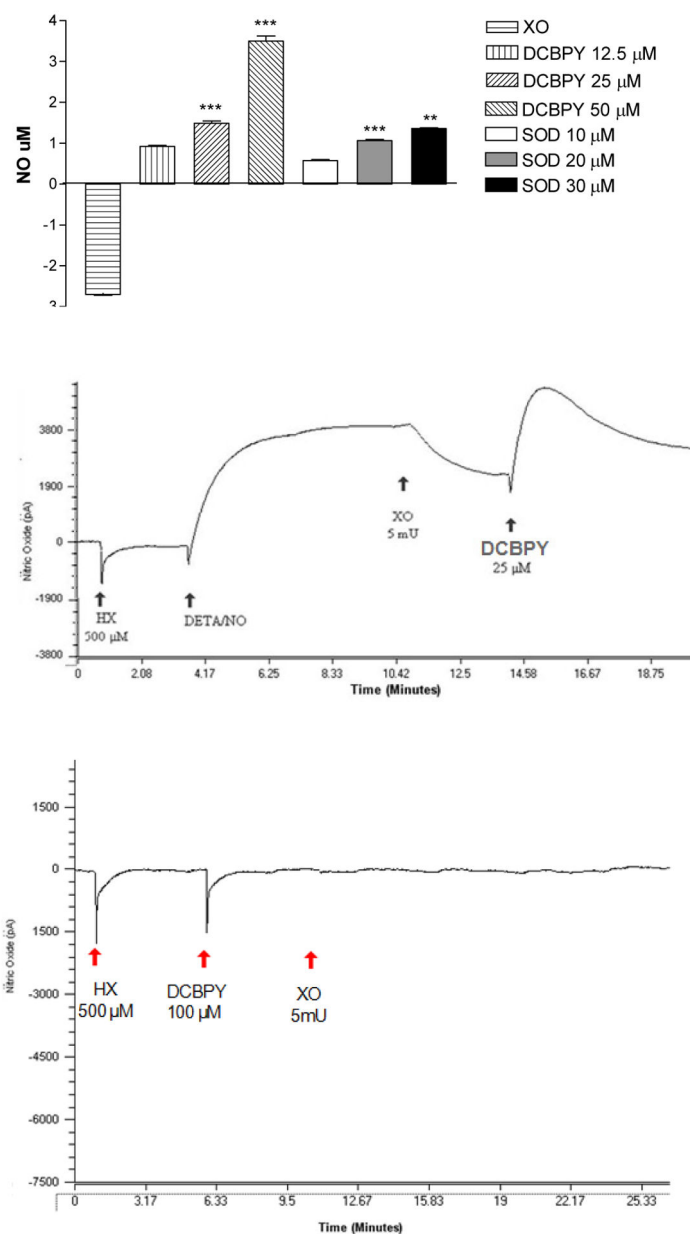 4
3
2
1
0
-1
-2
3
NO uM
***
***
***
**
XO
DCBPY 12.5 μM
DCBPY 25 μM
DCBPY 50 μM
SOD 10 μM
SOD 20 μM
SOD 30 μM
Nitric Oxide (pA)
3800
1900
0
-1900
-3800
HX
500 μM
DETA/NO
XO
5 mU
DCBPY
25 μM
0 2.08 4.17 6.25 8.33 10.42 12.5 14.58 16.67 18.75
Time (Minutes)
Nitric Oxide (pA)
1500
0
1500
-3000
-4500
-6000
-7500
HX
500 μM
DCBPY
100 μM
XO
5mU
0 3.17 6.33 9.5 12.67 15.83 19 22.17 25.33
Time (Minutes)